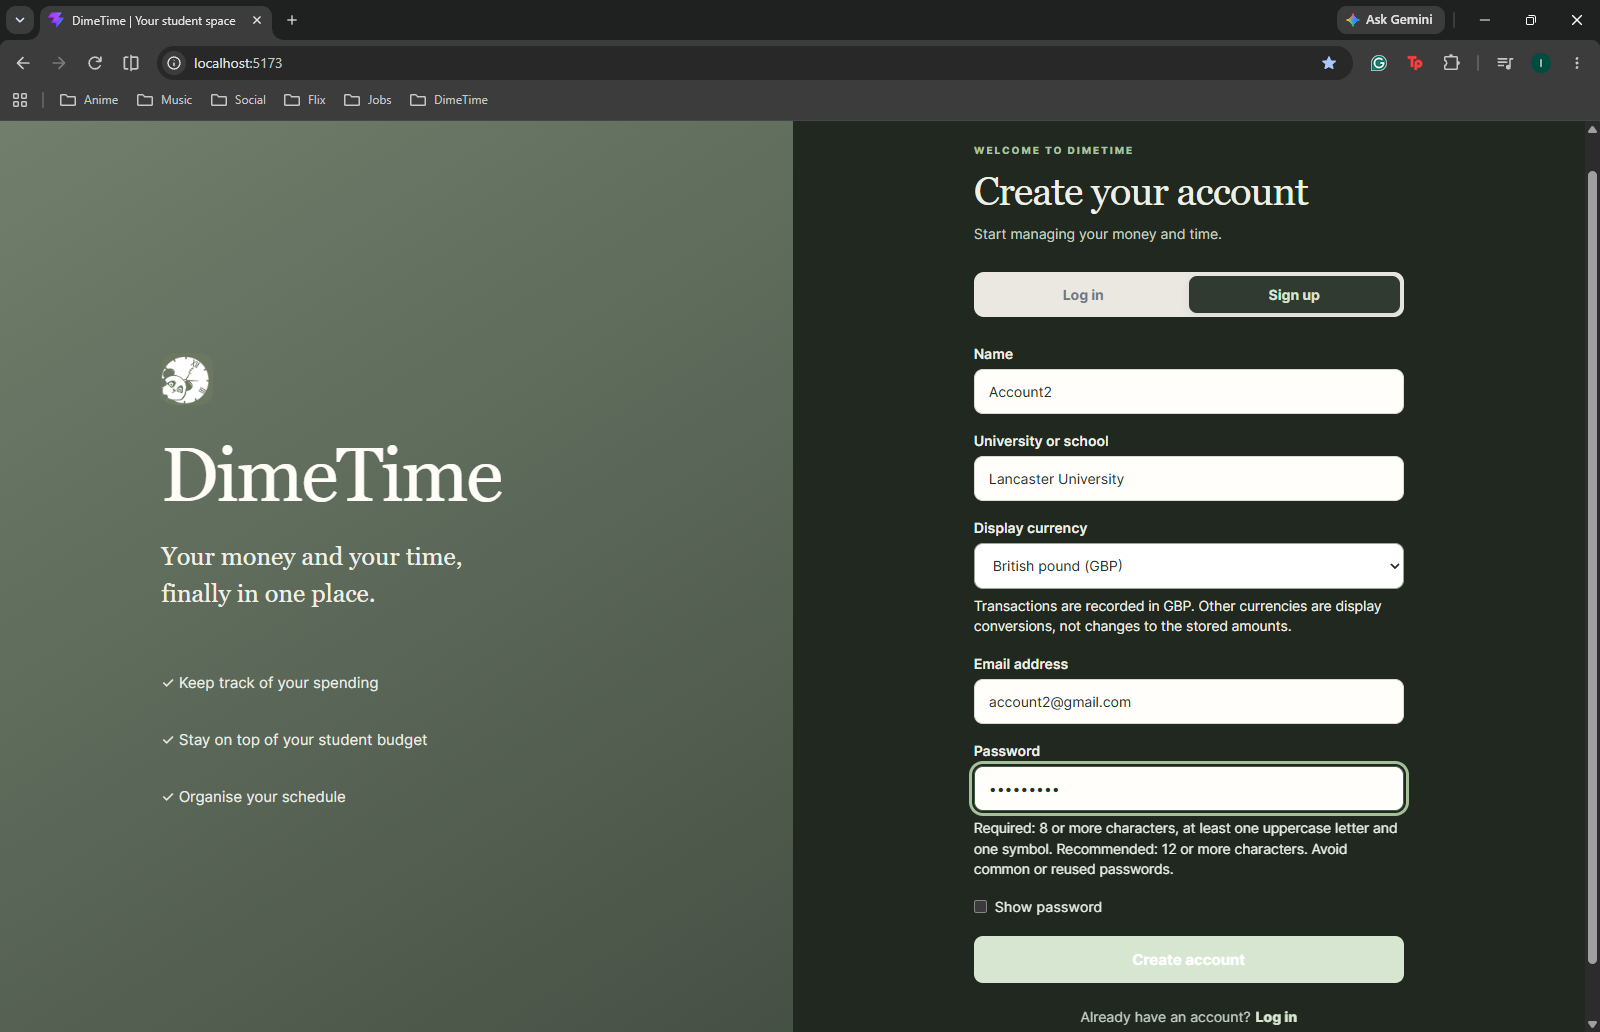 DimeTime | Your student space
Ask Gemini
localhost:5173
Anime
Music
Social
Flix
Jobs
DimeTime
DimeTime
Your money and your time,
finally in one place.
✓ Keep track of your spending
✓ Stay on top of your student budget
✓ Organise your schedule
WELCOME TO DIMETIME
Create your account
Start managing your money and time.
Log in
Sign up
Name
Account2
University or school
Lancaster University
Display currency
British pound (GBP)
Transactions are recorded in GBP. Other currencies are display
conversions, not changes to the stored amounts.
Email address
account2@gmail.com
Password
•••••••••
Required: 8 or more characters, at least one uppercase letter and
one symbol. Recommended: 12 or more characters. Avoid
common or reused passwords.
Show password
Create account
Already have an account? Log in